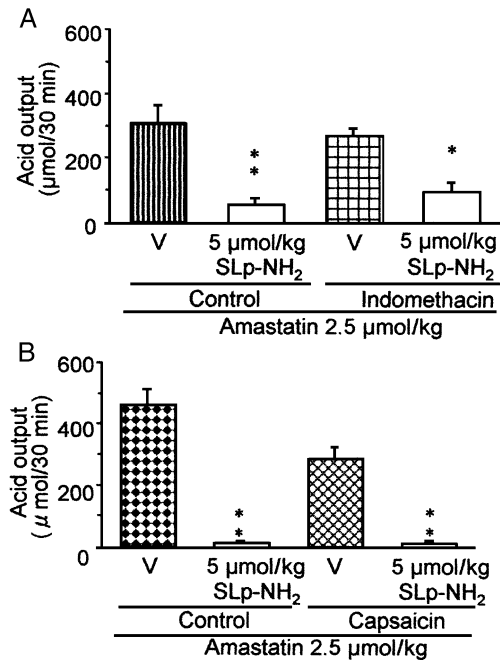 A
Acid output
(µmol/30 min)
600
400
200
0
*
*
*
V 5 µmol/kg V 5 µmol/kg
SLp-NH2 SLp-NH2
Control Indomethacin
Amastatin 2.5 µmol/kg
B
Acid output
( µ mol/30 min)
600
400
200
0
* *
* *
V 5 µmol/kg V 5 µmol/kg
SLp-NH2 SLp-NH2
Control Capsaicin
Amastatin 2.5 µmol/kg